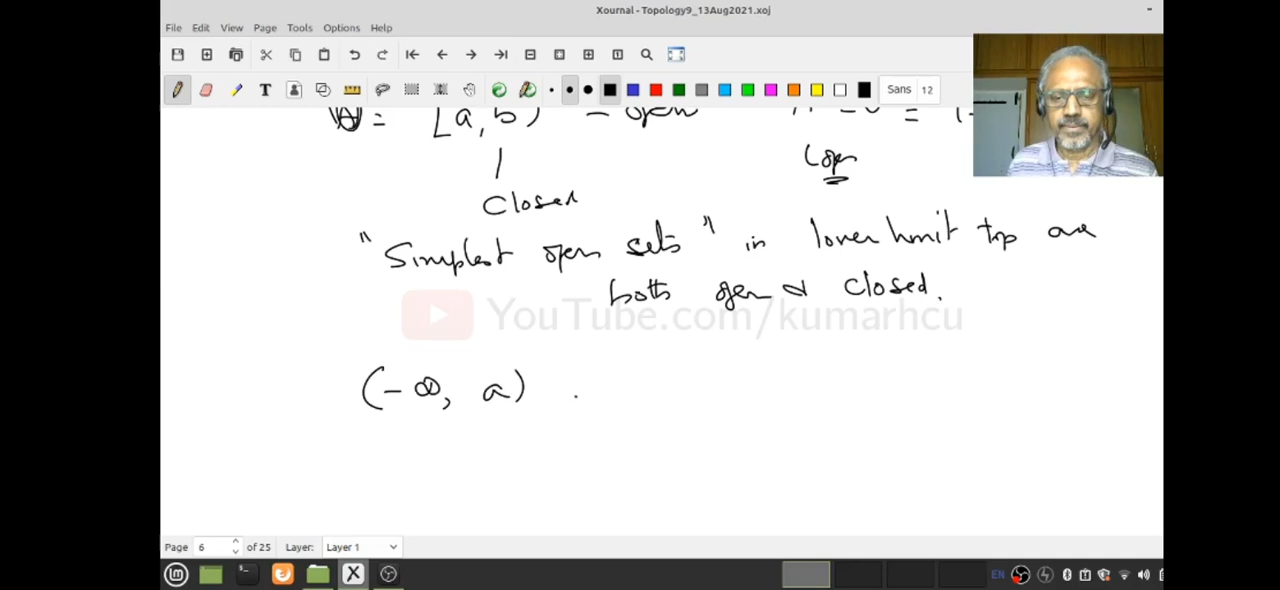 Xournal - Topology9_13Aug2021.xoj
File Edit View Page Tools Options Help
Sans 12
= [a, b) - open
Closed
(open
"Simplest open sets" in lower limit top are
both open & closed.
YouTube.com/kumarhcu
(-∞, a) .
Page 6 of 25 Layer: Layer 1
EN